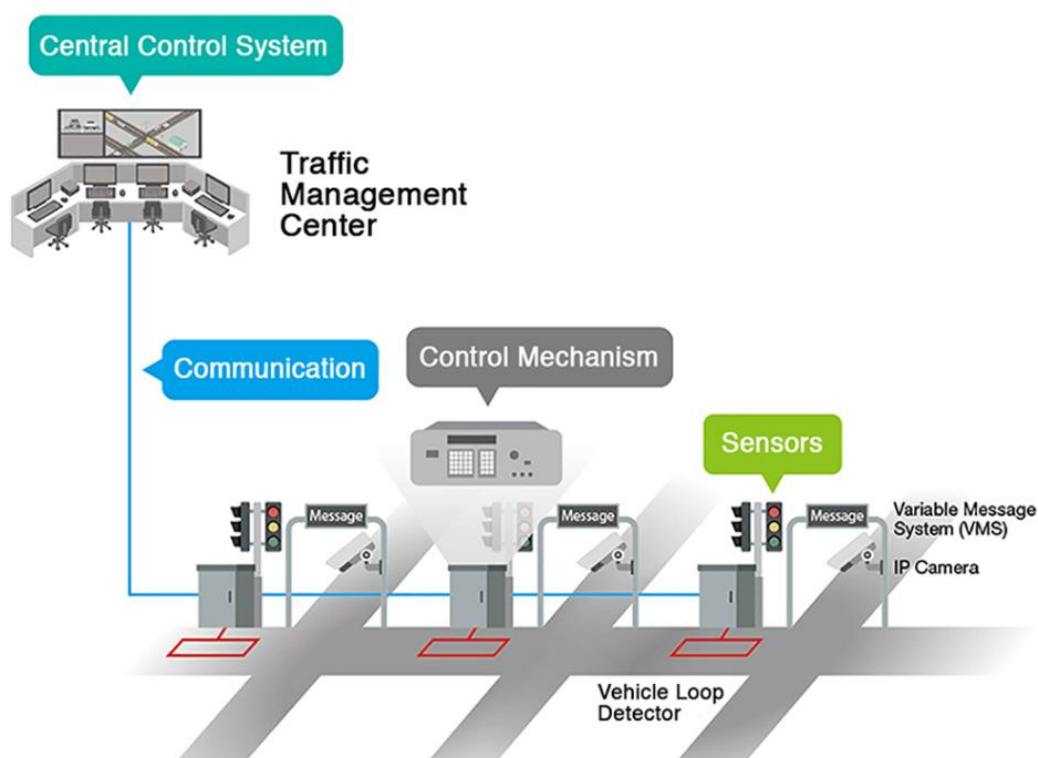 Central Control System
Traffic
Management
Center
Communication
Control Mechanism
Sensors
Message
Message
Message
Variable Message
System (VMS)
IP Camera
Vehicle Loop
Detector